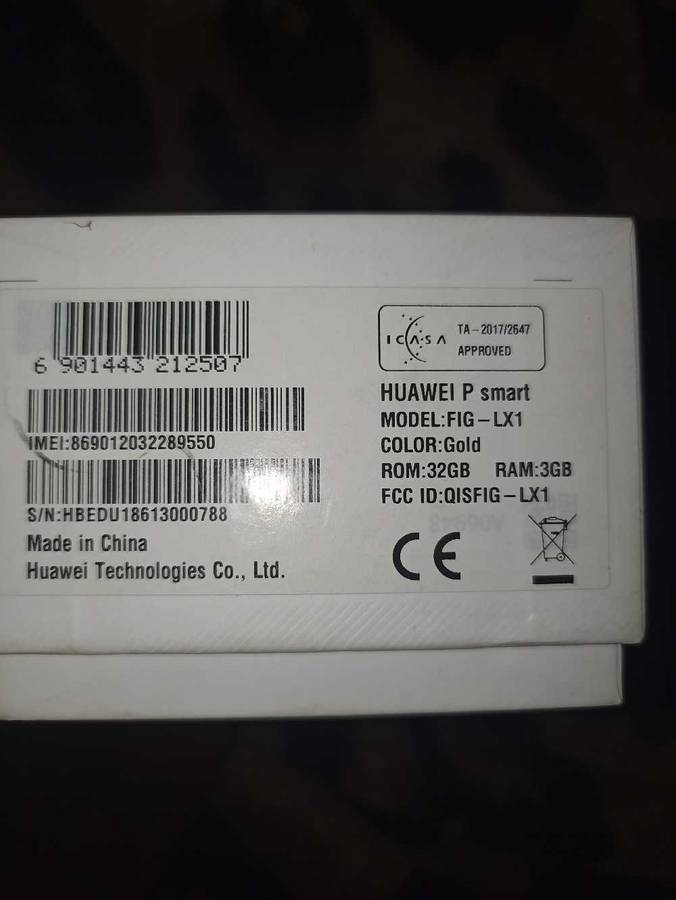 6 901443 212507
IMEI:869012032289550
S/N:HBEDU18613000788
Made in China
Huawei Technologies Co., Ltd.
ICASA
TA-2017/2647
APPROVED
HUAWEI P smart
MODEL:FIG-LX1
COLOR:Gold
ROM:32GB RAM:3GB
FCC ID:QISFIG-LX1
CE